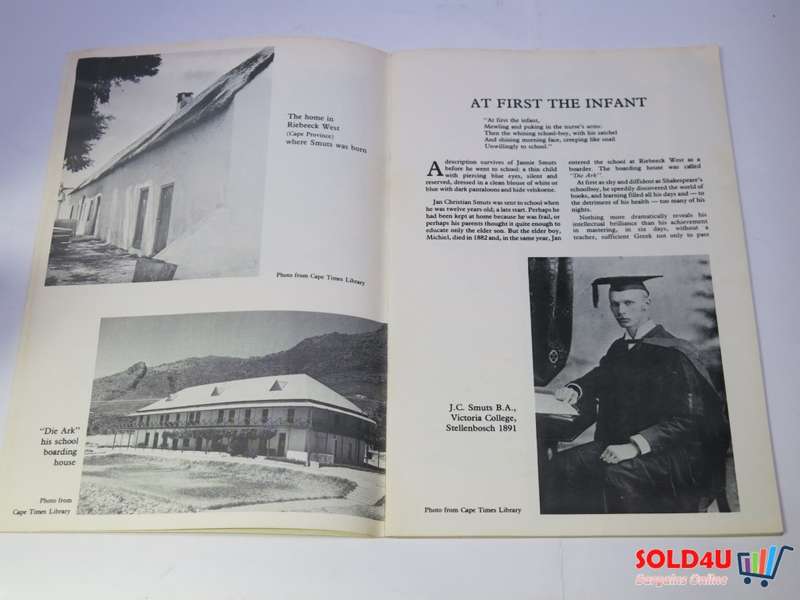 The home in
Riebeeck West
(Cape Province)
where Smuts was born
Photo from Cape Times Library
"Die Ark"
his school
boarding
house
Photo from
Cape Times Library
AT FIRST THE INFANT
"At first the infant,
Mewling and puking in the nurse's arms:
Then the whining school-boy, with his satchel
And shining morning face, creeping like snail
Unwillingly to school."
A description survives of Jannie Smuts
before he went to school: a thin child
with piercing blue eyes, silent and
reserved, dressed in a clean blouse of white or
blue with dark pantaloons and hide velskoene.
Jan Christian Smuts was sent to school when
he was twelve years old; a late start. Perhaps he
had been kept at home because he was frail, or
perhaps his parents thought it quite enough to
educate only the elder son. But the elder boy,
Michiel, died in 1882 and, in the same year, Jan
entered the school at Riebeeck West as a
boarder. The boarding house was called
"Die Ark"
At first as shy and diffident as Shakespeare's
schoolboy, he speedily discovered the world of
books, and learning filled all his days and — to
the detriment of his health — too many of his
nights.
Nothing more dramatically reveals his
intellectual brilliance than his achievement
in mastering, in six days, without a
teacher, sufficient Greek not only to pass
J.C. Smuts B.A.,
Victoria College,
Stellenbosch 1891
Photo from Cape Times Library
SOLD4U
Bargains Online